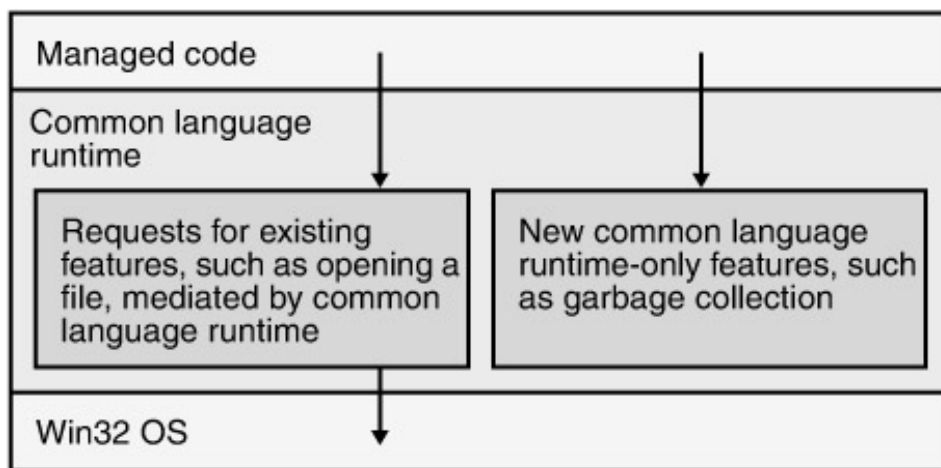 Managed code
Common language
runtime
Requests for existing
features, such as opening a
file, mediated by common
language runtime
New common language
runtime-only features, such
as garbage collection
Win32 OS